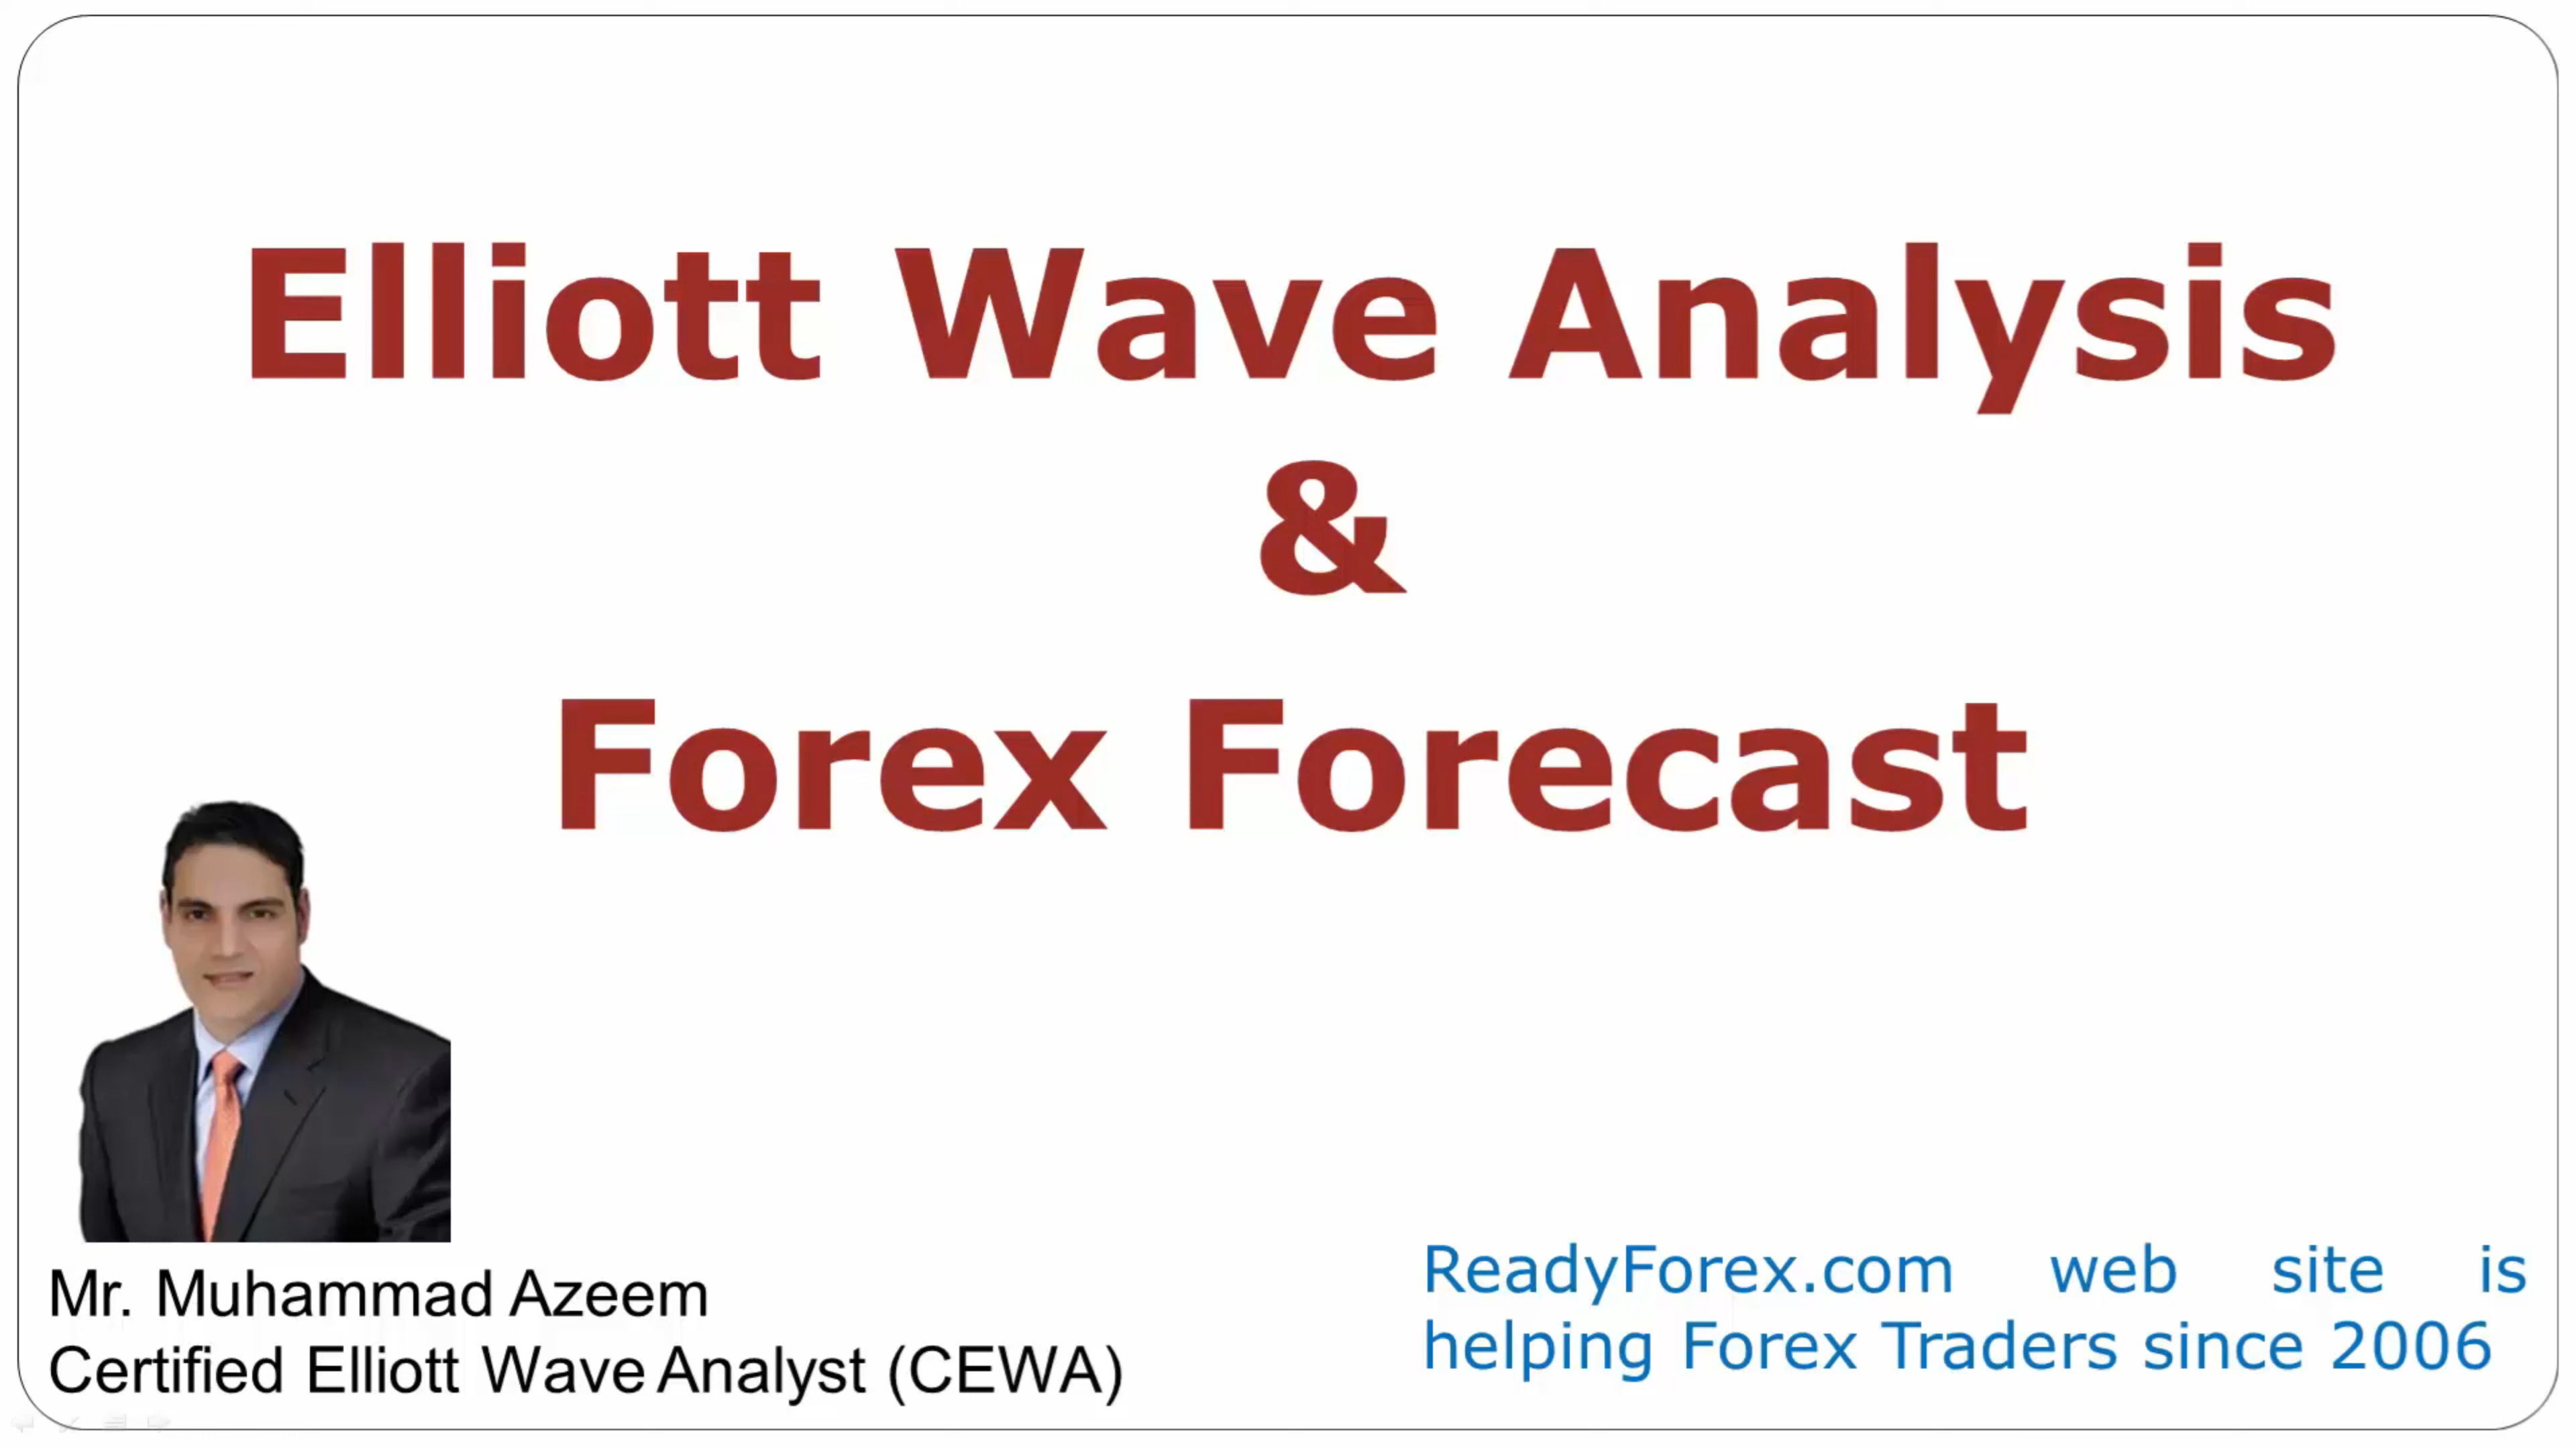 Elliott Wave Analysis
&
Forex Forecast
Mr. Muhammad Azeem
Certified Elliott Wave Analyst (CEWA)
ReadyForex.com web site is
helping Forex Traders since 2006